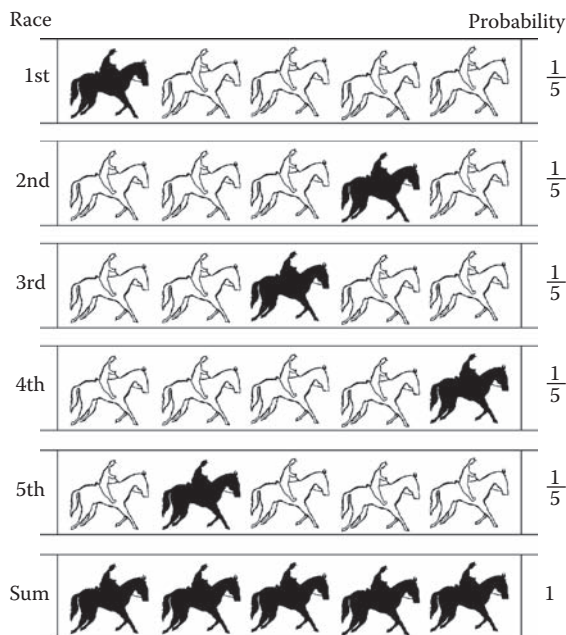 Race Probability
1st 1/5
2nd 1/5
3rd 1/5
4th 1/5
5th 1/5
Sum 1